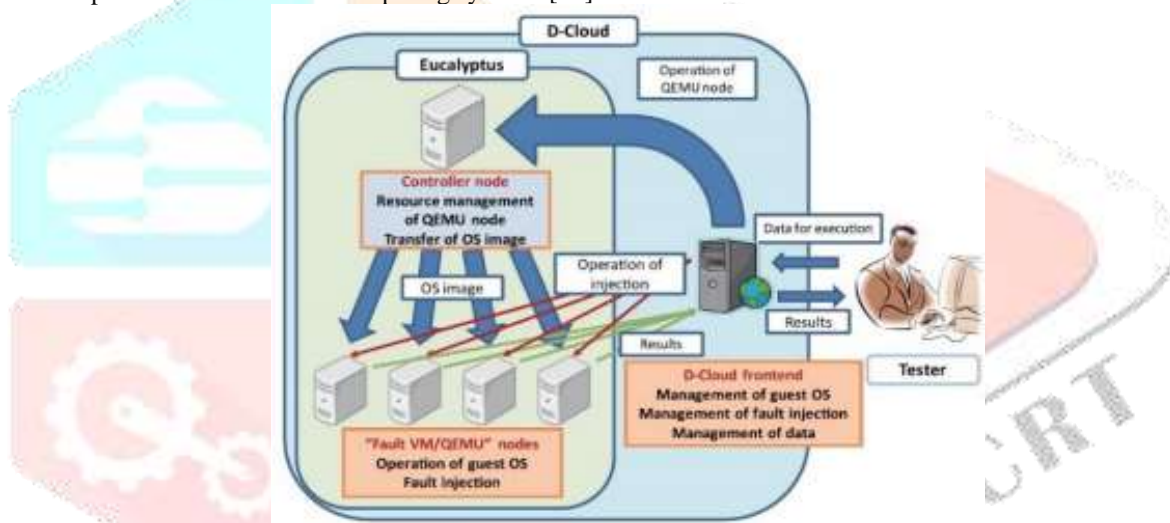 D-Cloud
Eucalyptus
Operation of
QEMU node
Controller node
Resource management
of QEMU node
Transfer of OS image
Data for execution
Operation of
injection
OS image
Results
Results
Tester
D-Cloud frontend
Management of guest OS
Management of fault injection
Management of data
"Fault VM/QEMU" nodes
Operation of guest OS
Fault Injection
CRT